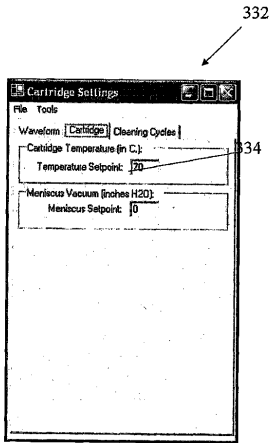 332
Cartridge Settings
File Tools
Waveform Cartridge Cleaning Cycles
Cartridge Temperature (in C.):
Temperature Setpoint: 20
334
Meniscus Vacuum (inches H2O):
Meniscus Setpoint: 0